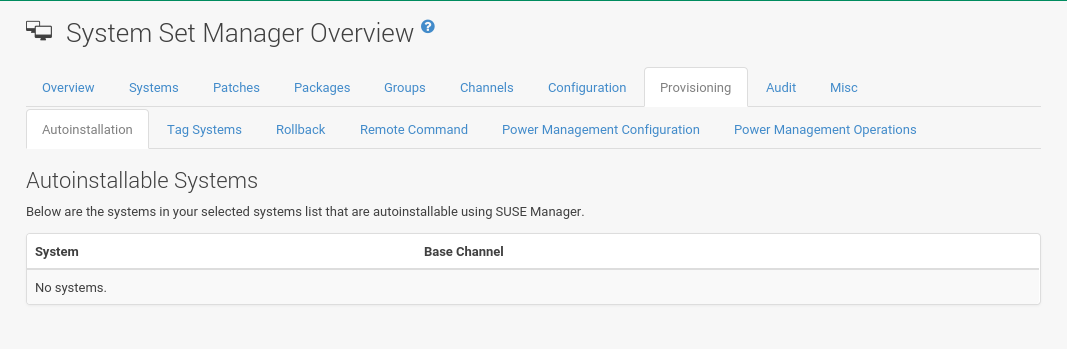 System Set Manager Overview ?
Overview Systems Patches Packages Groups Channels Configuration Provisioning Audit Misc
Autoinstallation Tag Systems Rollback Remote Command Power Management Configuration Power Management Operations
Autoinstallable Systems
Below are the systems in your selected systems list that are autoinstallable using SUSE Manager.
System Base Channel
No systems.